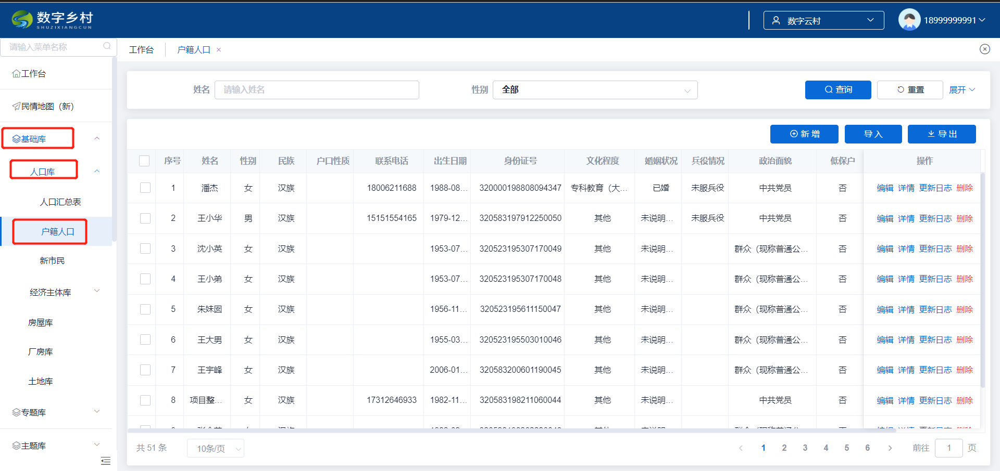 数字乡村
SHUZIXIANGCUN
数字云村
18999999991
请输入菜单名称
工作台
户籍人口 ×
工作台
民情地图（新）
基础库
人口库
人口汇总表
户籍人口
新市民
经济主体库
房屋库
厂房库
土地库
专题库
主题库
姓名 请输入姓名 性别 全部 查询 重置 展开
新增 导入 导出
序号 姓名 性别 民族 户口性质 联系电话 出生日期 身份证号 文化程度 婚姻状况 兵役情况 政治面貌 低保户 操作
1 潘杰 女 汉族 18006211688 1988-08... 320000198808094347 专科教育（大... 已婚 未服兵役 中共党员 否 编辑 详情 更新日志 删除
2 王小华 男 汉族 15151554165 1979-12... 320583197912250050 其他 未说明... 未服兵役 中共党员 否 编辑 详情 更新日志 删除
3 沈小英 女 汉族 1953-07... 320523195307170049 其他 未说明... 群众（现称普通公... 否 编辑 详情 更新日志 删除
4 王小弟 女 汉族 1953-07... 320523195307170048 其他 未说明... 群众（现称普通公... 否 编辑 详情 更新日志 删除
5 朱妹囡 女 汉族 1956-11... 320523195611150047 其他 未说明... 群众（现称普通公... 否 编辑 详情 更新日志 删除
6 王大男 女 汉族 1955-03... 320523195503010046 其他 未说明... 群众（现称普通公... 否 编辑 详情 更新日志 删除
7 王宇峰 女 汉族 2006-01... 320583200601190045 其他 未说明... 群众（现称普通公... 否 编辑 详情 更新日志 删除
8 项目整... 女 汉族 17312646933 1982-11... 320583198211060044 其他 未说明... 中共党员 否 编辑 详情 更新日志 删除
共 51 条 10条/页 1 2 3 4 5 6 前往 1 页